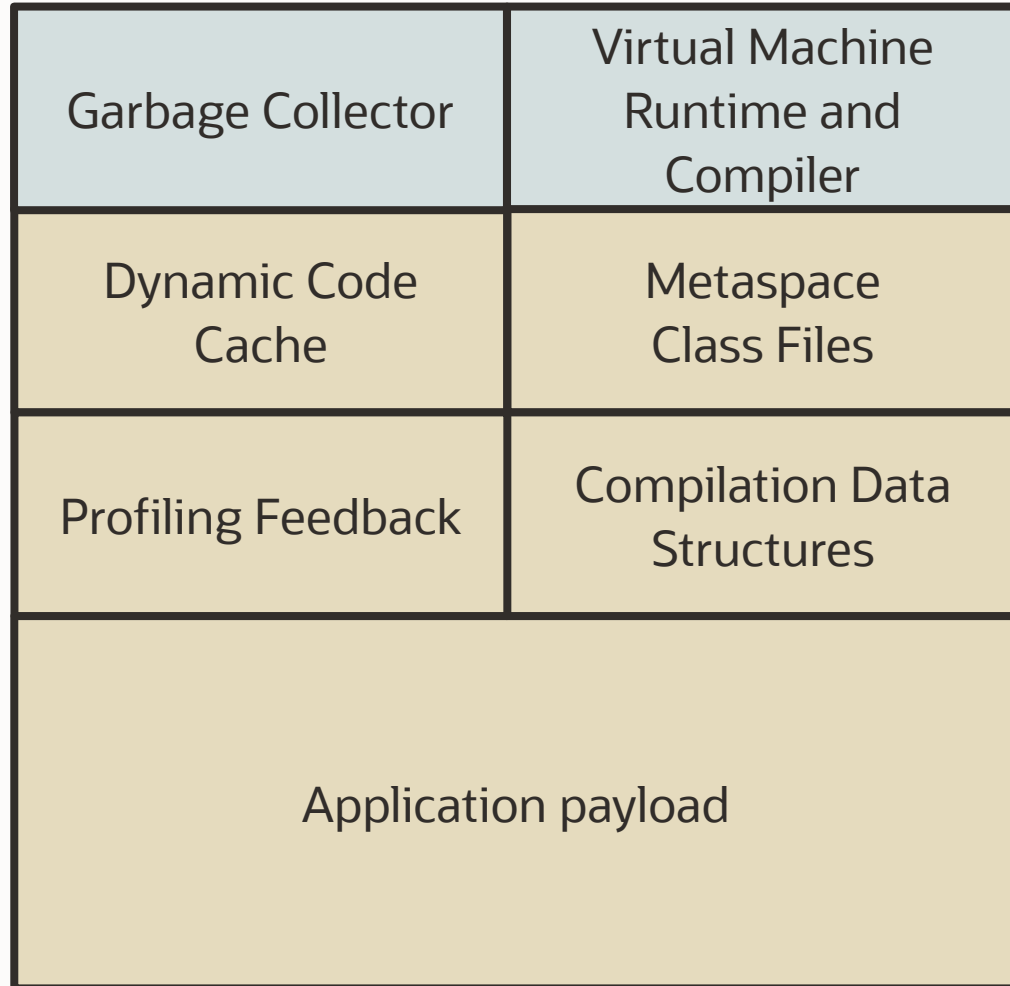 Garbage Collector
Virtual Machine
Runtime and
Compiler
Dynamic Code
Cache
Metaspace
Class Files
Profiling Feedback
Compilation Data
Structures
Application payload